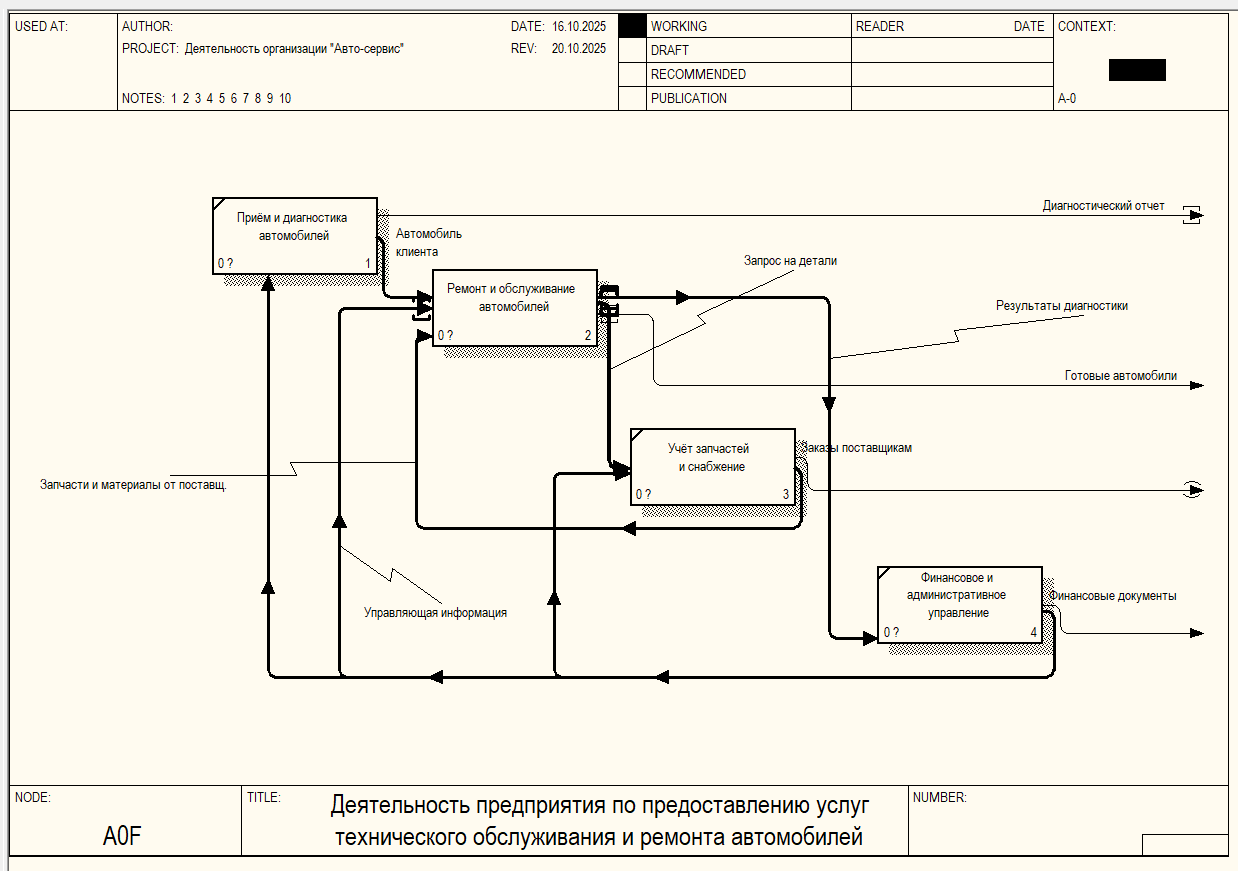 USED AT:
AUTHOR:
DATE: 16.10.2025
PROJECT: Деятельность организации "Авто-сервис"
REV: 20.10.2025
NOTES: 1 2 3 4 5 6 7 8 9 10
WORKING
DRAFT
RECOMMENDED
PUBLICATION
READER
DATE
CONTEXT:
A-0
Приём и диагностика
автомобилей
0 ?
1
Диагностический отчет
Автомобиль
клиента
Запрос на детали
Ремонт и обслуживание
автомобилей
0 ?
2
Результаты диагностики
Готовые автомобили
Учёт запчастей
и снабжение
0 ?
3
Заказы поставщикам
Запчасти и материалы от поставщ.
Финансовое и
административное
управление
0 ?
4
Финансовые документы
Управляющая информация
NODE:
A0F
TITLE:
Деятельность предприятия по предоставлению услуг
технического обслуживания и ремонта автомобилей
NUMBER: